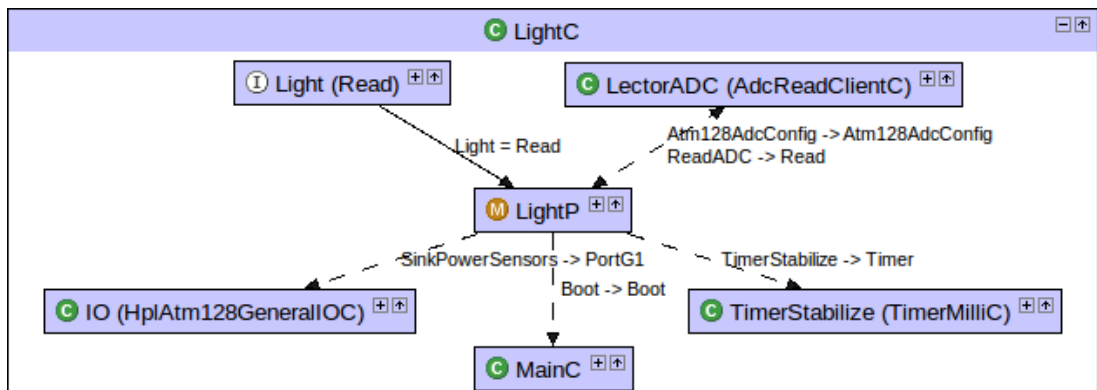 C LightC
I Light (Read)
C LectorADC (AdcReadClientC)
Atm128AdcConfig -> Atm128AdcConfig
Light = Read
ReadADC -> Read
M LightP
SinkPowerSensors -> PortG1
TimerStabilize -> Timer
Boot -> Boot
C IO (HplAtm128GeneralIOC)
C TimerStabilize (TimerMilliC)
C MainC